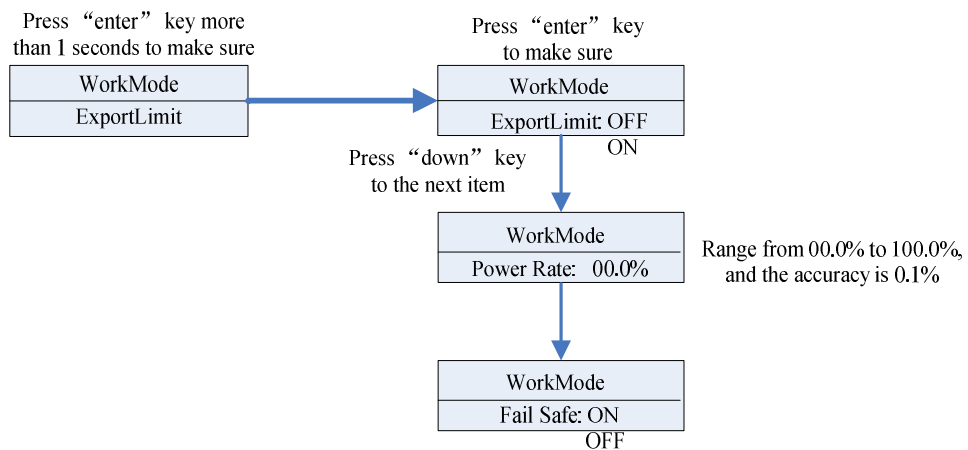 Press “enter” key more
than 1 seconds to make sure
WorkMode
ExportLimit
Press “enter” key
to make sure
WorkMode
ExportLimit: OFF
ON
Press “down” key
to the next item
WorkMode
Power Rate: 00.0%
Range from 00.0% to 100.0%,
and the accuracy is 0.1%
WorkMode
Fail Safe: ON
OFF